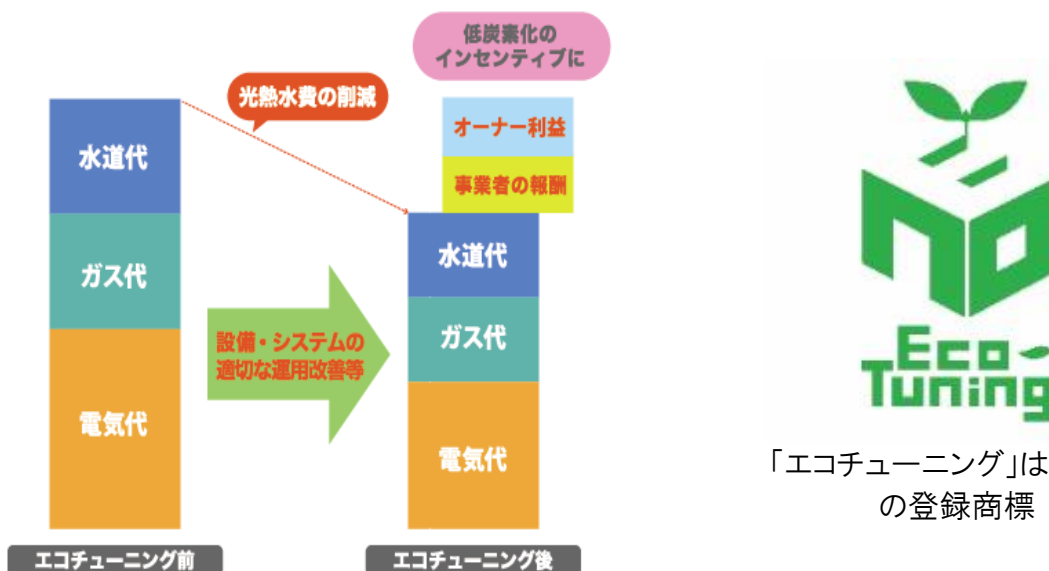 低炭素化の
インセンティブに
光熱水費の削減
オーナー利益
事業者の報酬
水道代
ガス代
電気代
設備・システムの
適切な運用改善等
水道代
ガス代
電気代
エコチューニング前
エコチューニング後
Eco
Tuning
「エコチューニング」は
の登録商標